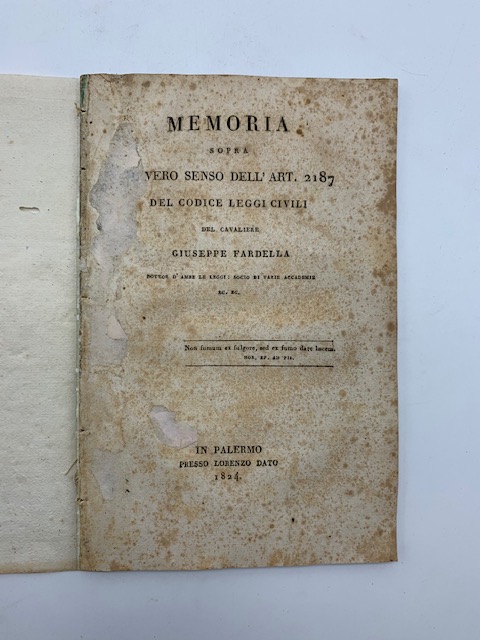 MEMORIA
SOPRA
VERO SENSO DELL' ART. 2187
DEL CODICE LEGGI CIVILI
DEL CAVALIERE
GIUSEPPE FARDELLA
DOTTOR D' AMBE LE LEGGI: SOCIO DI VARIE ACCADEMIE
EC. EC.
Non fumum ex fulgore, sed ex fumo dare lucem.
HOR. EP. AD PIS.
IN PALERMO
PRESSO LORENZO DATO
1824.